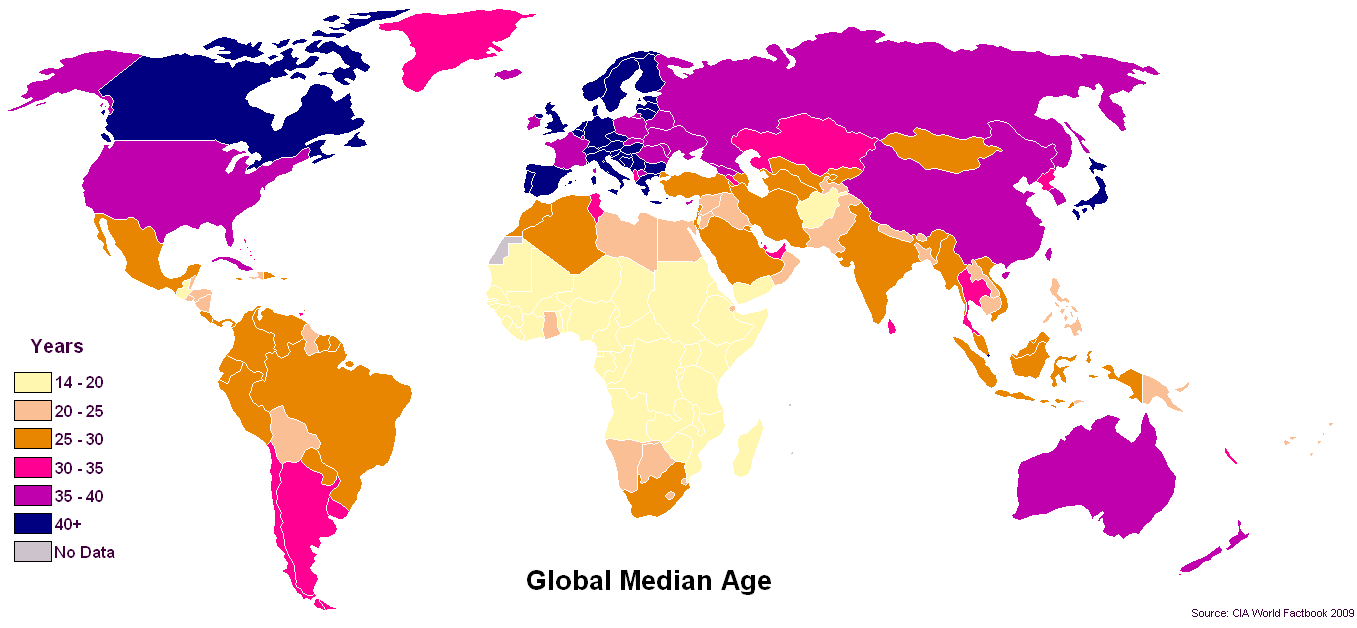 Years
14 - 20
20 - 25
25 - 30
30 - 35
35 - 40
40+
No Data
Global Median Age
Source: CIA World Factbook 2009